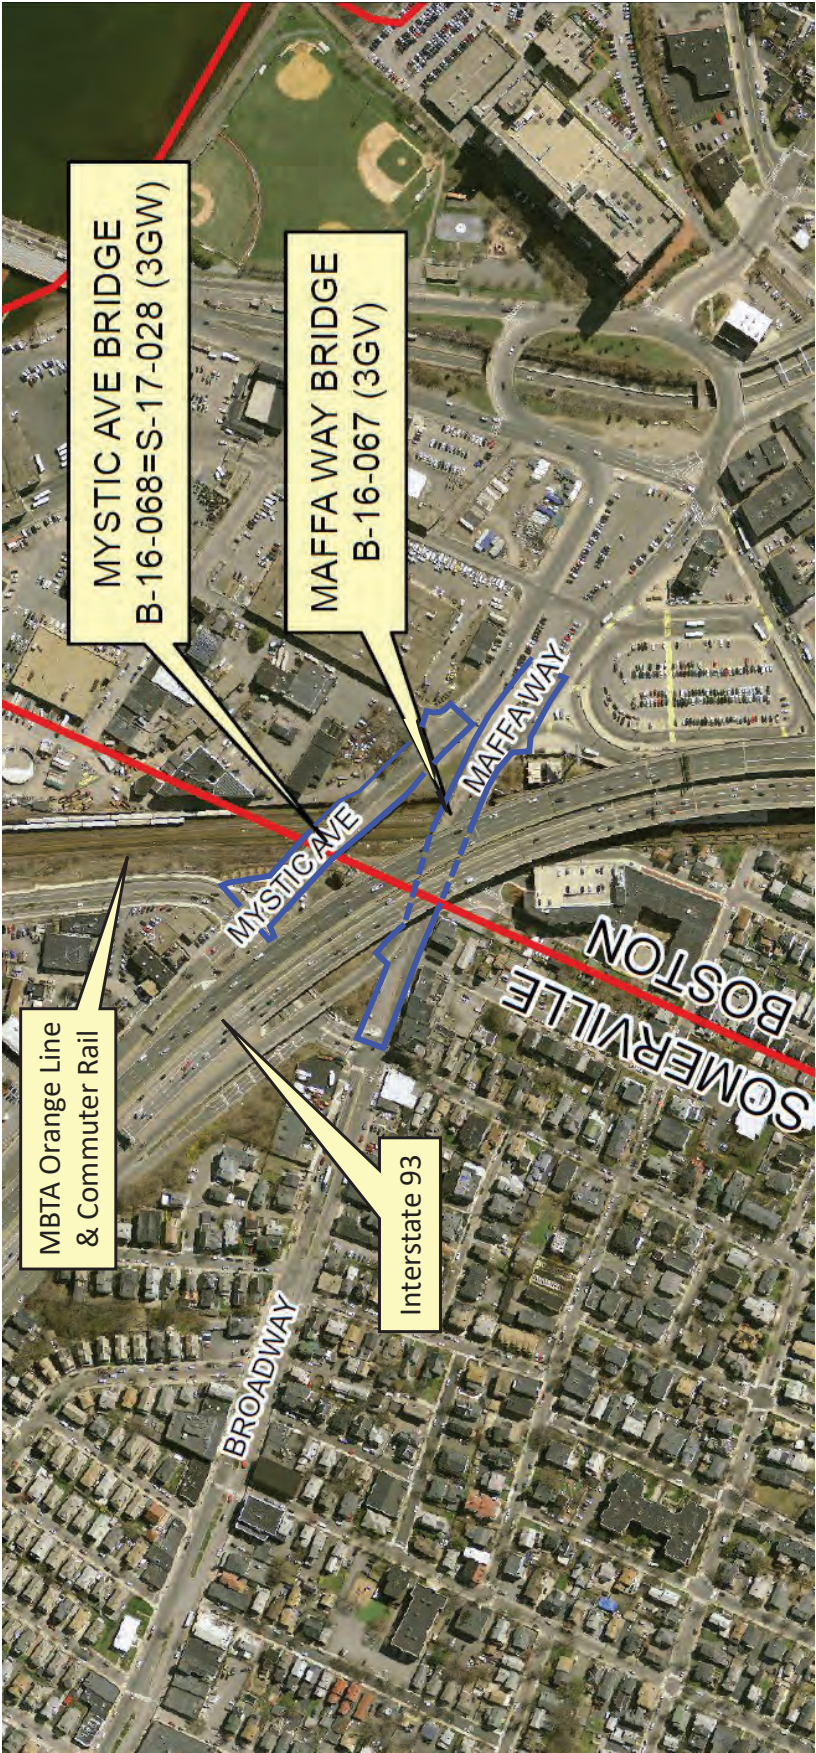 MYSTIC AVE BRIDGE
B-16-068=S-17-028 (3GW)
MAFFA WAY BRIDGE
B-16-067 (3GV)
MAFFA WAY
MYSTIC AVE
MBTA Orange Line
& Commuter Rail
Interstate 93
BROADWAY
BOSTON
SOMERVILLE